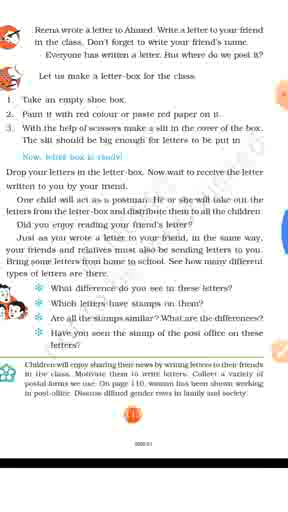 Reena wrote a letter to Ahmed. Write a letter to your friend
in the class. Don't forget to write your friend's name.
Everyone has written a letter. But where do we post it?
Let us make a letter-box for the class.
1. Take an empty shoe box.
2. Paint it with red colour or paste red paper on it.
3. With the help of scissors make a slit in the cover of the box.
The slit should be big enough for letters to be put in
Now, letter box is ready!
Drop your letters in the letter-box. Now wait to receive the letter
written to you by your friend.
One child will act as a postman. He or she will take out the
letters from the letter-box and distribute them to all the children
Did you enjoy reading your friend's letter?
Just as you wrote a letter to your friend, in the same way,
your friends and relatives must also be sending letters to you.
Bring some letters from home to school. See how many different
types of letters are there.
What difference do you see in these letters?
Which letters have stamps on them?
Are all the stamps similar? What are the differences?
Have you seen the stamp of the post office on these
letters?
Children will enjoy sharing their news by writing letters to their friends
in the class. Motivate them to write letters. Collect a variety of
postal forms we use. On page 110, woman has been shown working
in post-office. Discuss different gender roles in family and society.